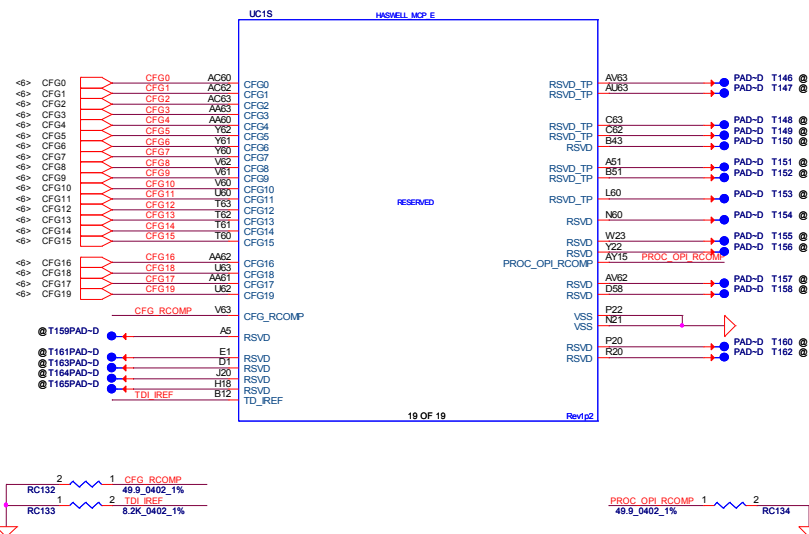 UC1S HASWELL_MCP_E
<6> CFG0 CFG0 AC60 CFG0 RSVD_TP AV63 PAD~D T146 @
<6> CFG1 CFG1 AC62 CFG1 RSVD_TP AU63 PAD~D T147 @
<6> CFG2 CFG2 AC63 CFG2
<6> CFG3 CFG3 AA63 CFG3
<6> CFG4 CFG4 AA60 CFG4 RSVD_TP C63 PAD~D T148 @
<6> CFG5 CFG5 Y62 CFG5 RSVD_TP C62 PAD~D T149 @
<6> CFG6 CFG6 Y61 CFG6 RSVD B43 PAD~D T150 @
<6> CFG7 CFG7 Y60 CFG7
<6> CFG8 CFG8 V62 CFG8 RSVD_TP A51 PAD~D T151 @
<6> CFG9 CFG9 V61 CFG9 RSVD_TP B51 PAD~D T152 @
<6> CFG10 CFG10 V60 CFG10
<6> CFG11 CFG11 U60 CFG11 RESERVED RSVD_TP L60 PAD~D T153 @
<6> CFG12 CFG12 T63 CFG12
<6> CFG13 CFG13 T62 CFG13 RSVD N60 PAD~D T154 @
<6> CFG14 CFG14 T61 CFG14
<6> CFG15 CFG15 T60 CFG15 RSVD W23 PAD~D T155 @
RSVD Y22 PAD~D T156 @
<6> CFG16 CFG16 AA62 CFG16 PROC_OPI_RCOMP AY15 PROC_OPI_RCOMP
<6> CFG18 CFG18 U63 CFG18
<6> CFG17 CFG17 AA61 CFG17 RSVD AV62 PAD~D T157 @
<6> CFG19 CFG19 U62 CFG19 RSVD D58 PAD~D T158 @
CFG_RCOMP V63 CFG_RCOMP VSS P22
VSS N21
@T159PAD~D A5 RSVD
@T161PAD~D E1 RSVD RSVD P20 PAD~D T160 @
@T163PAD~D D1 RSVD RSVD R20 PAD~D T162 @
@T164PAD~D J20 RSVD
@T165PAD~D H18 RSVD
TDI_IREF B12 TD_IREF
19 OF 19 Rev1p2
2 1 CFG_RCOMP
RC132 49.9_0402_1%
1 2 TDI_IREF
RC133 8.2K_0402_1%
PROC_OPI_RCOMP 1 2
49.9_0402_1% RC134